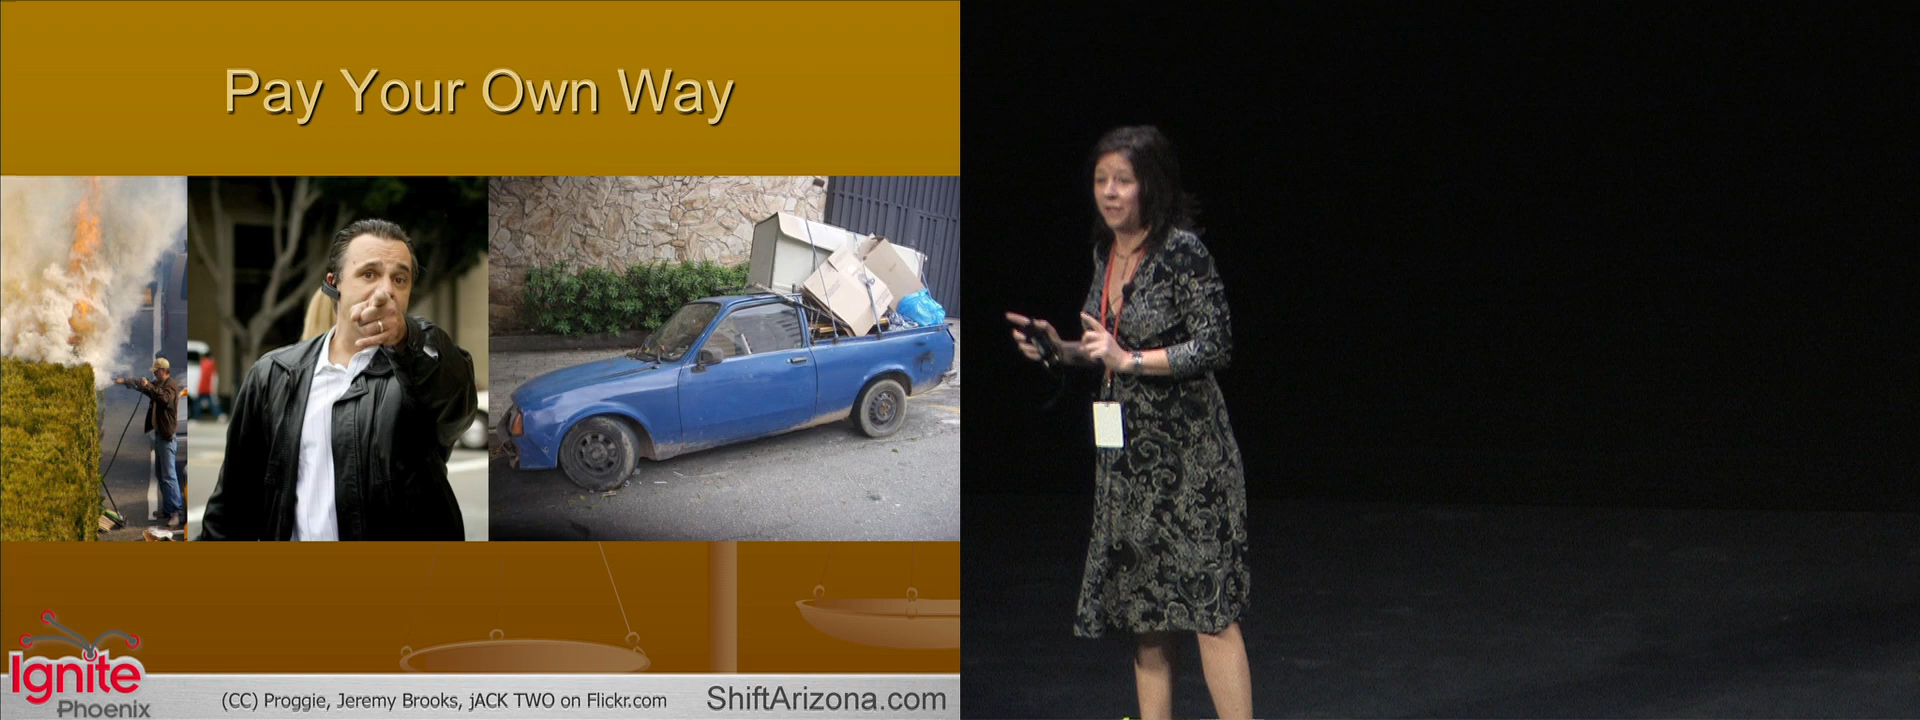 Pay Your Own Way
Ignite
Phoenix
(CC) Proggie, Jeremy Brooks, jACK TWO on Flickr.com
ShiftArizona.com